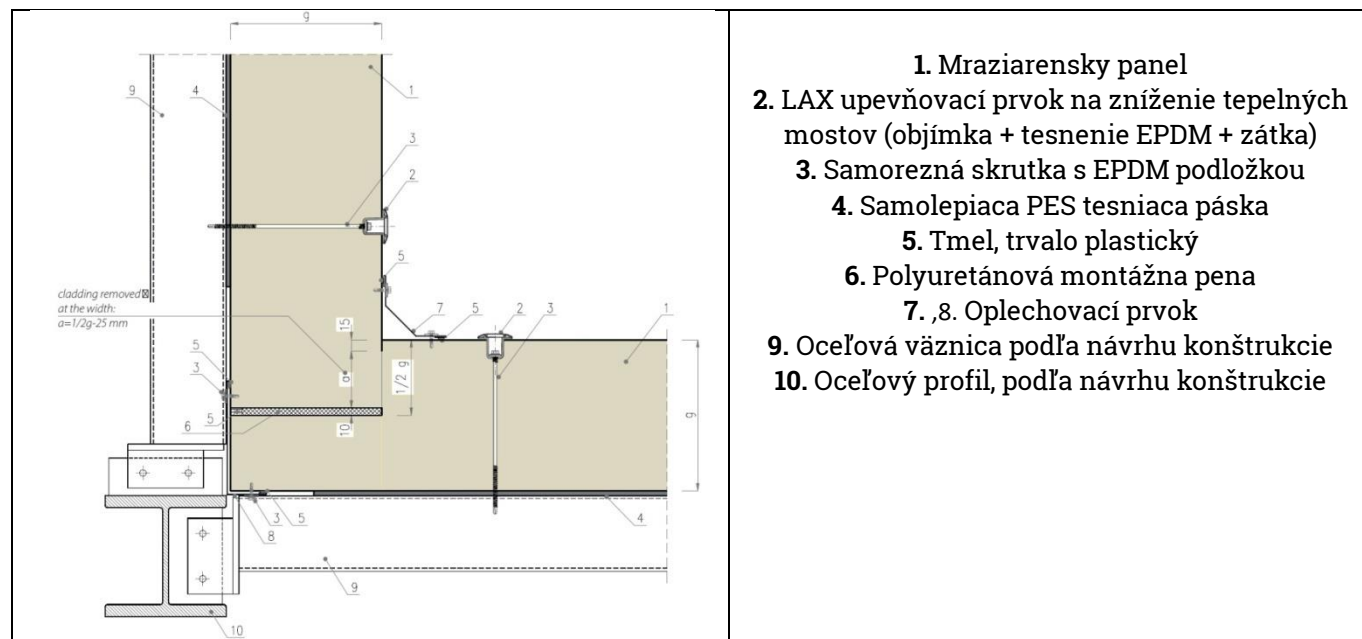 g
9
4
1
3
2
5
cladding removed
at the width:
a=1/2g-25 mm
7
5
2
3
1
15
a
1/2 g
g
5
3
5
6
10
3
5
8
4
9
10
1. Mraziarensky panel
2. LAX upevňovací prvok na zníženie tepelných
mostov (objímka + tesnenie EPDM + zátka)
3. Samorezná skrutka s EPDM podložkou
4. Samolepiaca PES tesniaca páska
5. Tmel, trvalo plastický
6. Polyuretánová montážna pena
7. ,8. Oplechovací prvok
9. Oceľová väznica podľa návrhu konštrukcie
10. Oceľový profil, podľa návrhu konštrukcie